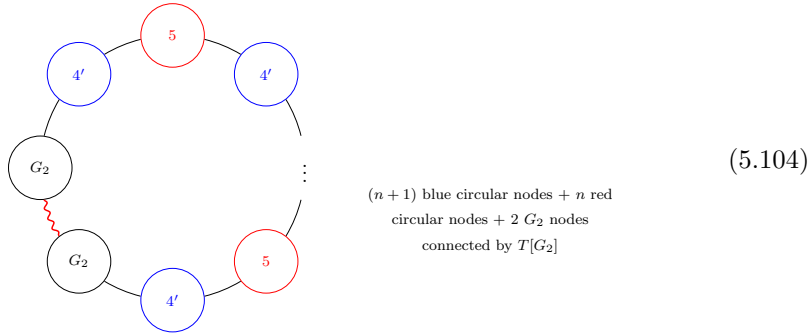 5
4′ 4′
G₂
⋮
(5.104)
(n + 1) blue circular nodes + n red
circular nodes + 2 G₂ nodes
connected by T[G₂]
G₂ 5
4′